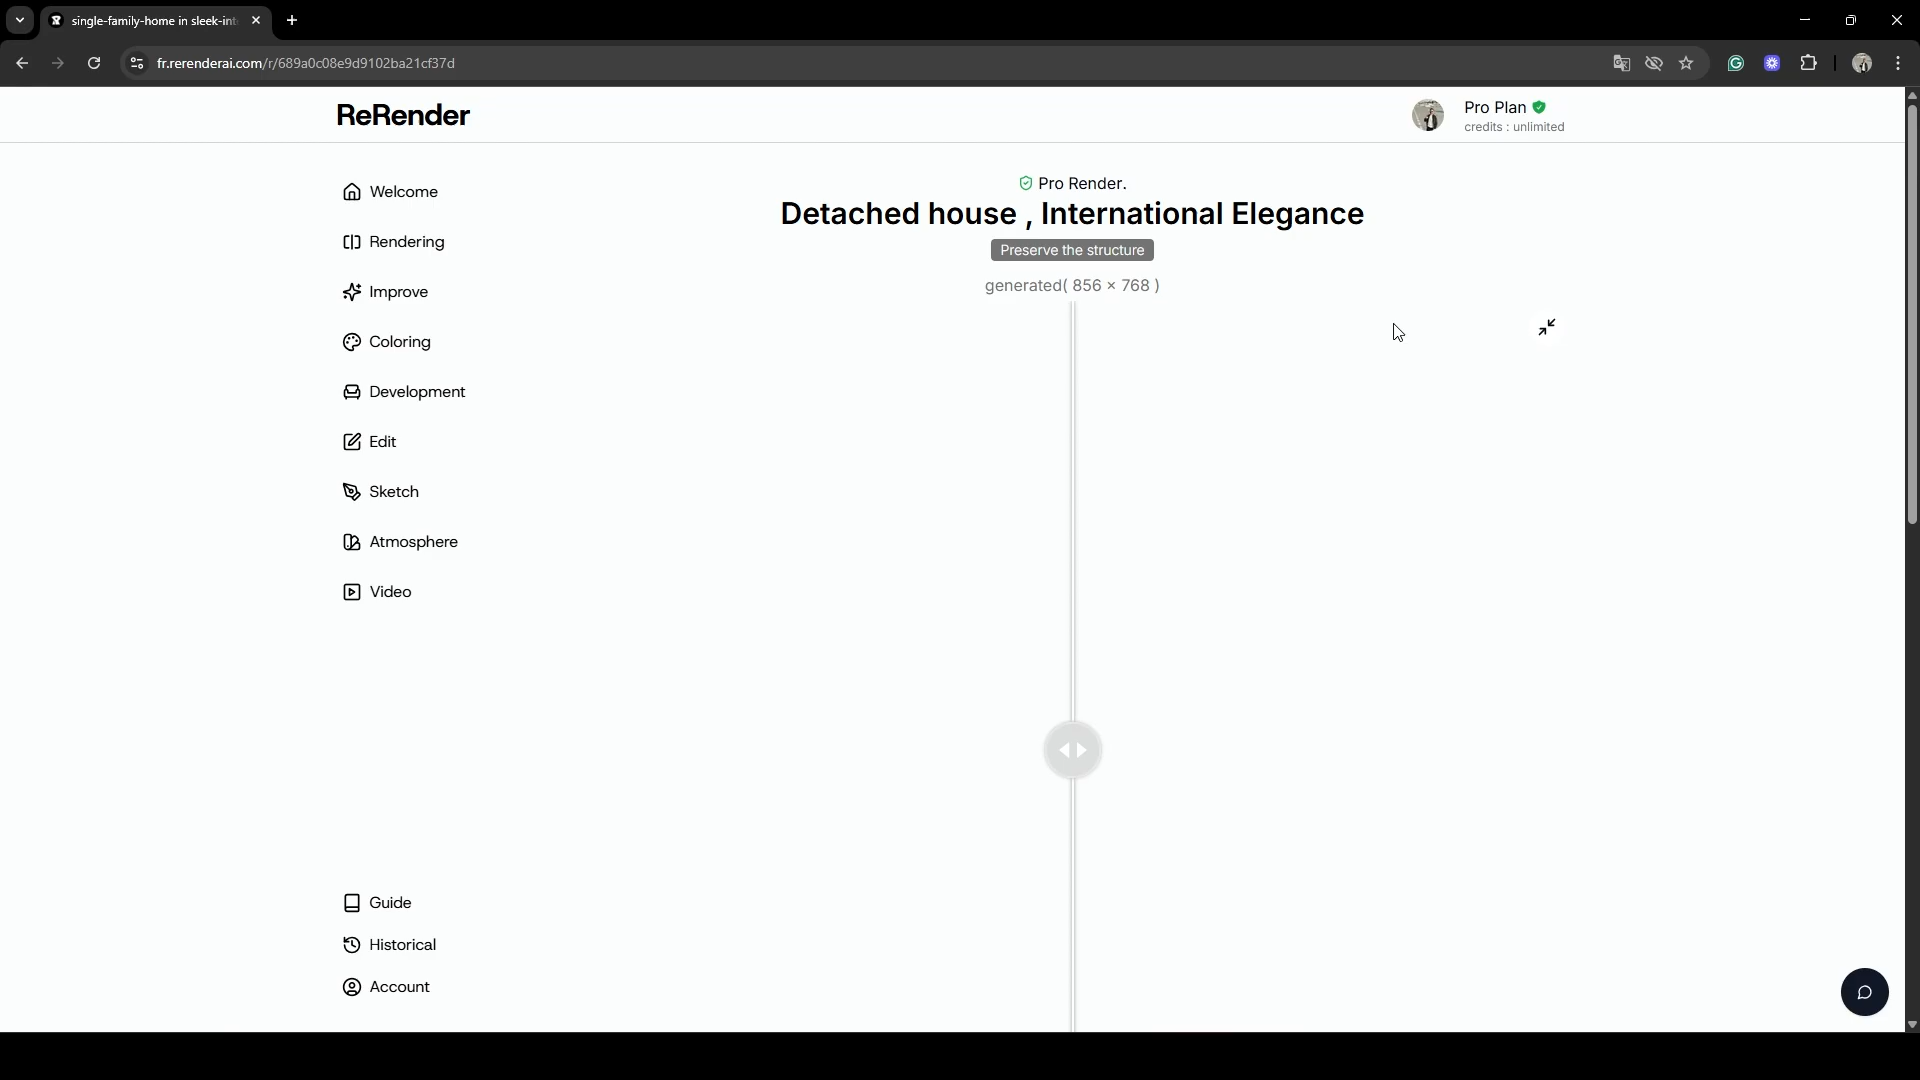 single-family-home in sleek-int
fr.rerenderai.com/r/689a0c08e9d9102ba21cf37d
ReRender
Pro Plan
credits : unlimited
Welcome
Rendering
Improve
Coloring
Development
Edit
Sketch
Atmosphere
Video
Guide
Historical
Account
Pro Render.
Detached house , International Elegance
Preserve the structure
generated( 856 × 768 )